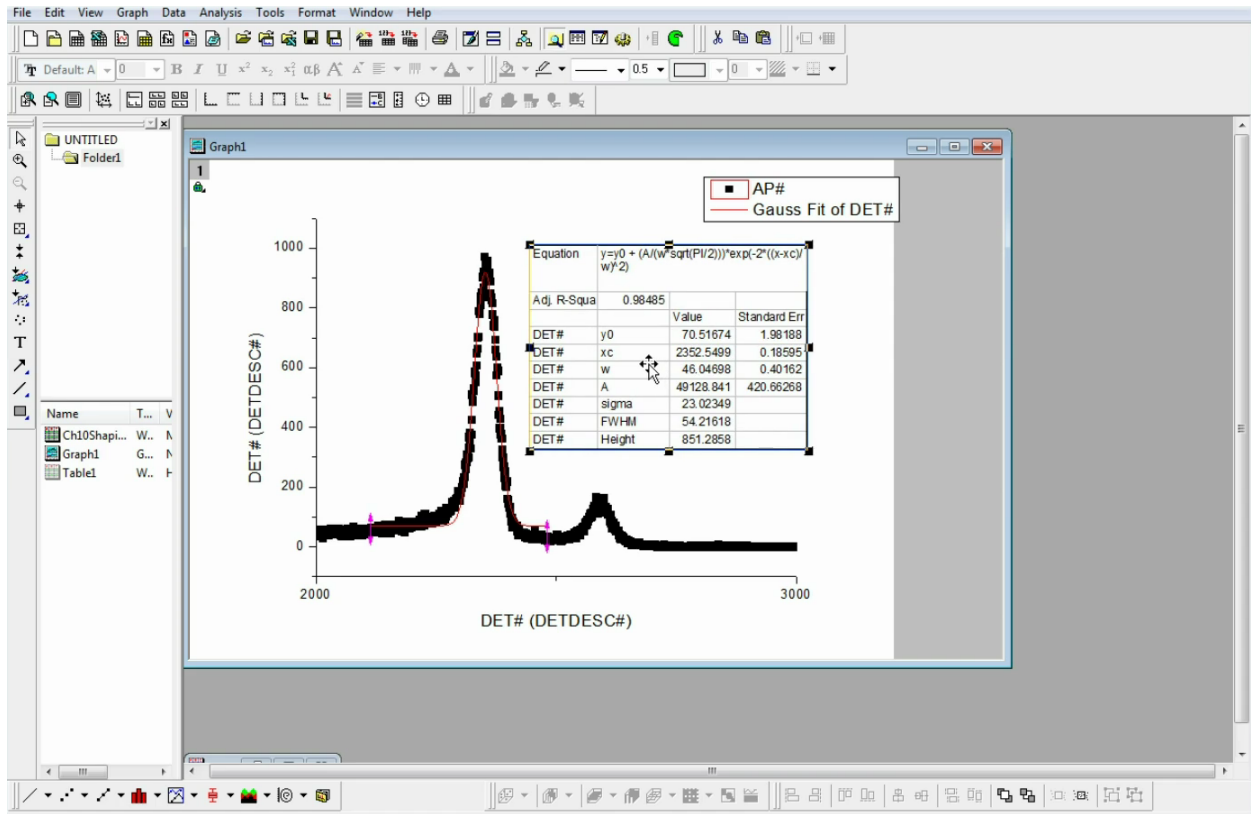 File Edit View Graph Data Analysis Tools Format Window Help
Default: A 0 B I U x² x₂ αβ A A A 0.5 0
UNTITLED
Folder1
Name T... V
Ch10Shapi... W.. N
Graph1 G... N
Table1 W.. H
Graph1
1
AP#
Gauss Fit of DET#
1000
800
600
400
200
0
2000 3000
DET# (DETDESC#)
DET# (DETDESC#)
Equation y=y0 + (A/(w*sqrt(PI/2)))*exp(-2*((x-xc)/
w)^2)
Adj. R-Squa 0.98485
Value Standard Err
DET# y0 70.51674 1.98188
DET# xc 2352.5499 0.18595
DET# w 46.04698 0.40162
DET# A 49128.841 420.66268
DET# sigma 23.02349
DET# FWHM 54.21618
DET# Height 851.2858